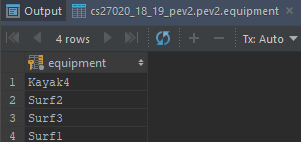 Output cs27020_18_19_pev2.pev2.equipment
4 rows Tx: Auto
equipment
1 Kayak4
2 Surf2
3 Surf3
4 Surf1